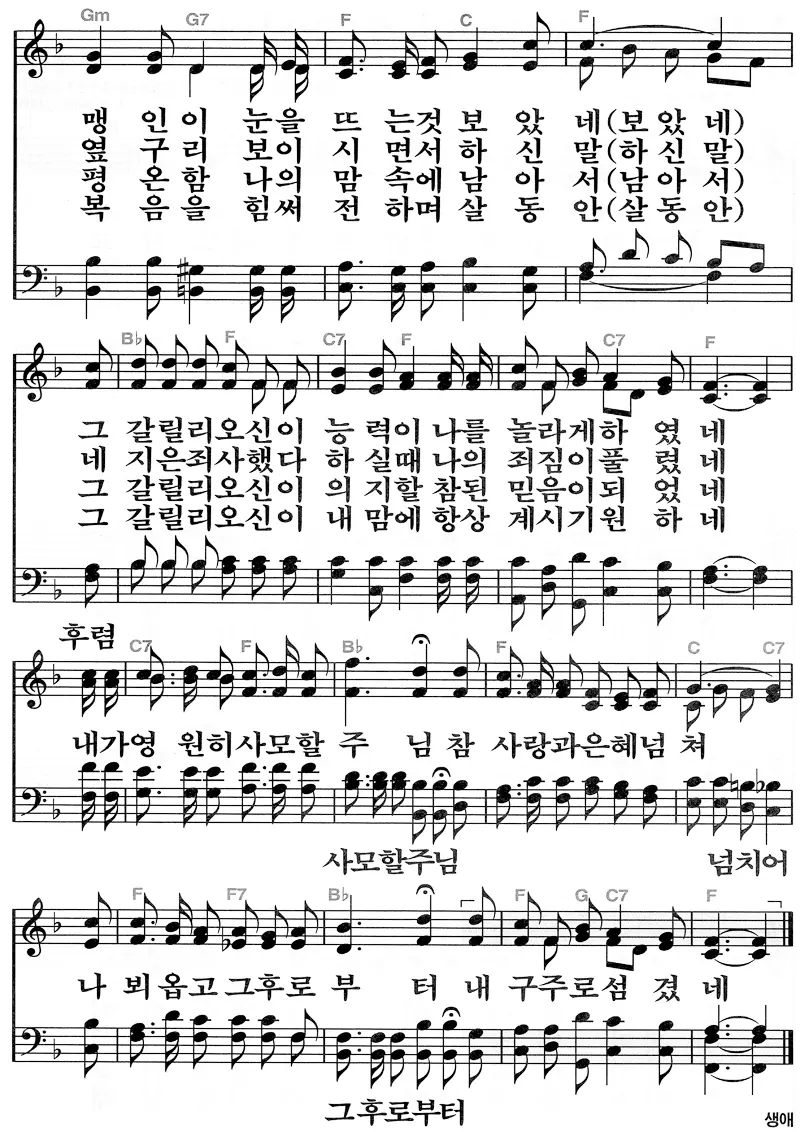 Gm G7 F C F
맹 인 이 눈을 뜨 는것 보 았 네(보았네)
옆 구 리 보이 시 면서 하 신 말(하신말)
평 온 함 나의 맘 속에 남 아 서(남아서)
복 음 을 힘써 전 하며 살 동 안(살동안)
B♭ F C7 F C7 F
그 갈릴리오신이 능 력이 나를 놀라게하 였 네
네 지은죄사했다 하 실때 나의 죄짐이풀 렸 네
그 갈릴리오신이 의 지할 참된 믿음이되 었 네
그 갈릴리오신이 내 맘에 항상 계시기원 하 네
후렴
C7 F B♭ F C C7
내가영 원히사모할 주 님 참 사랑과은혜넘 쳐
사모할주님 넘치어
F F7 B♭ F G C7 F
나 뵈 옵고 그후로 부 터 내 구주로섬 겼 네
그후로부터
생애